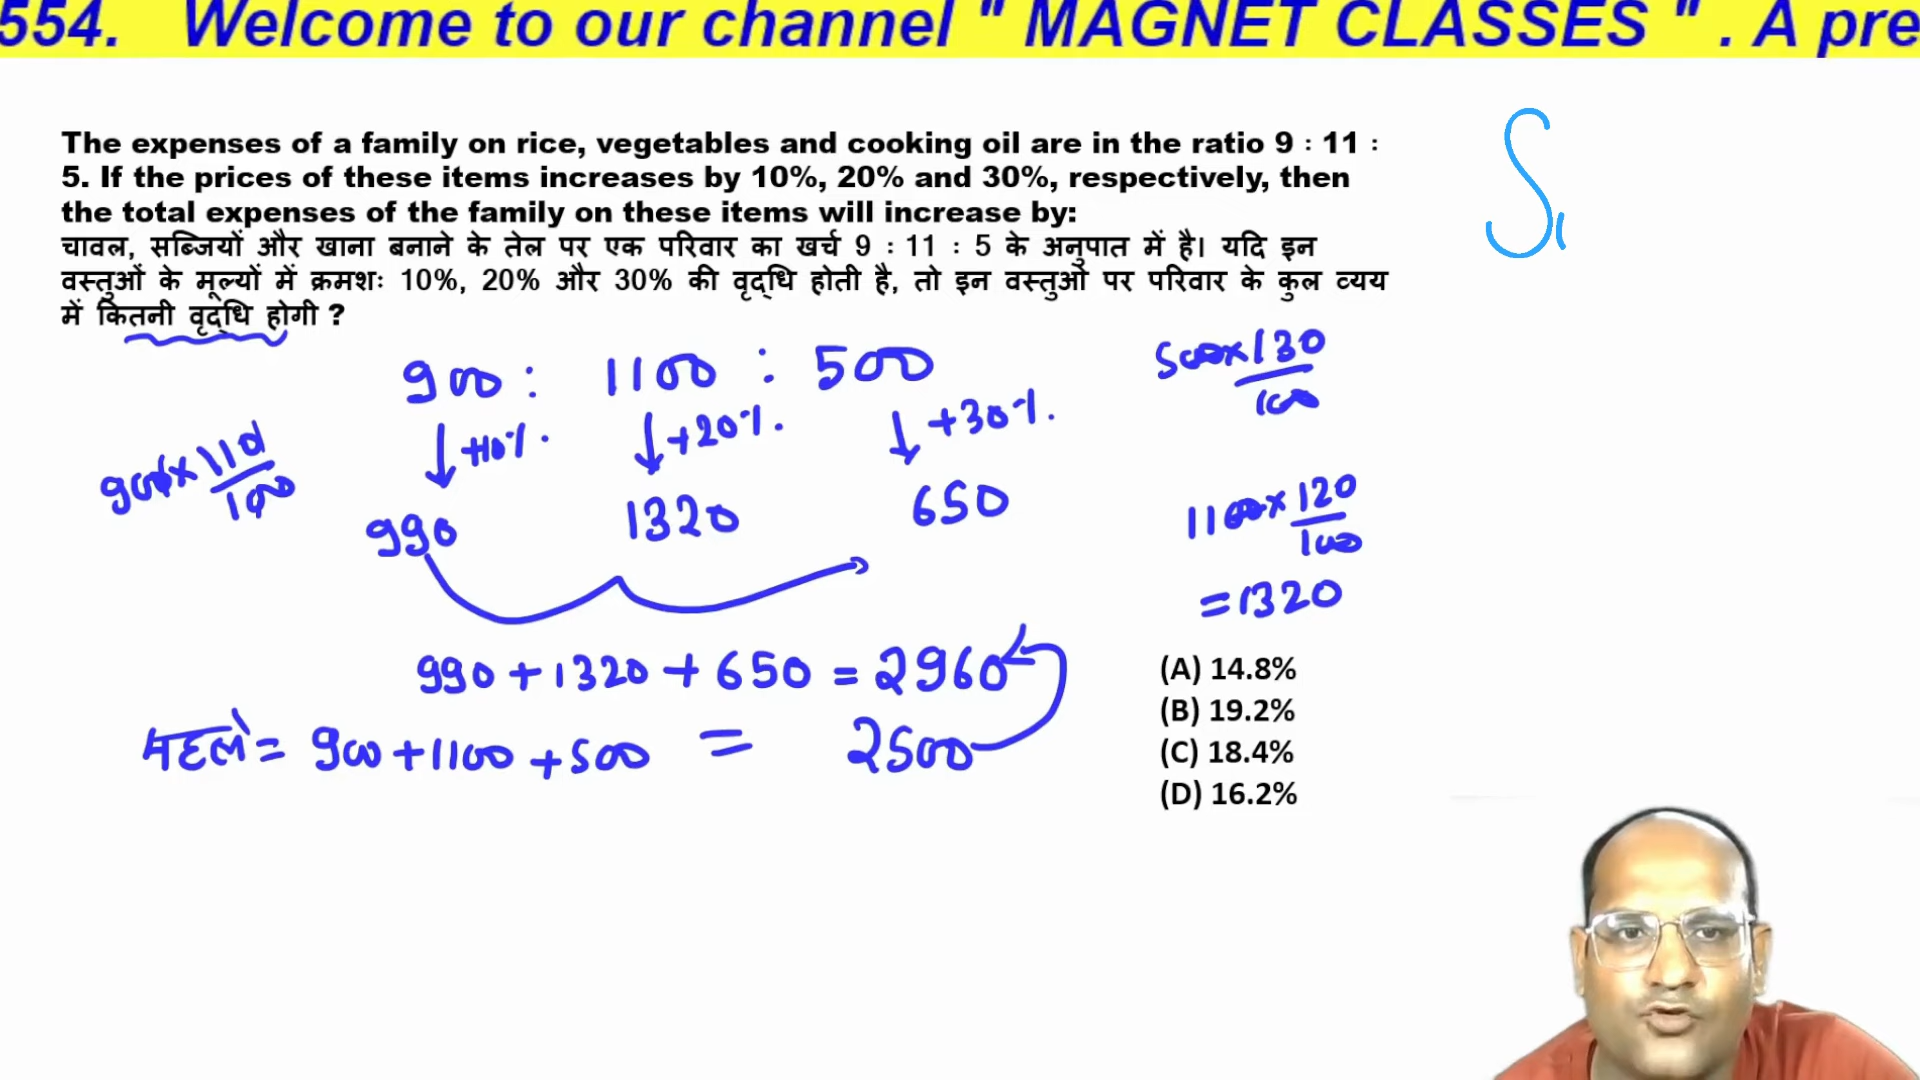 554. Welcome to our channel " MAGNET CLASSES " . A pre
The expenses of a family on rice, vegetables and cooking oil are in the ratio 9 : 11 :
5. If the prices of these items increases by 10%, 20% and 30%, respectively, then
the total expenses of the family on these items will increase by:
चावल, सब्जियों और खाना बनाने के तेल पर एक परिवार का खर्च 9 : 11 : 5 के अनुपात में है। यदि इन
वस्तुओं के मूल्यों में क्रमशः 10%, 20% और 30% की वृद्धि होती है, तो इन वस्तुओ पर परिवार के कुल व्यय
में कितनी वृद्धि होगी ?
900 : 1100 : 500
500 x 130
100
+10% +20% +30%
900 x 110
100
990 1320 650
1100 x 120
100
= 1320
990 + 1320 + 650 = 2960
पहले = 900 + 1100 + 500 = 2500
(A) 14.8%
(B) 19.2%
(C) 18.4%
(D) 16.2%